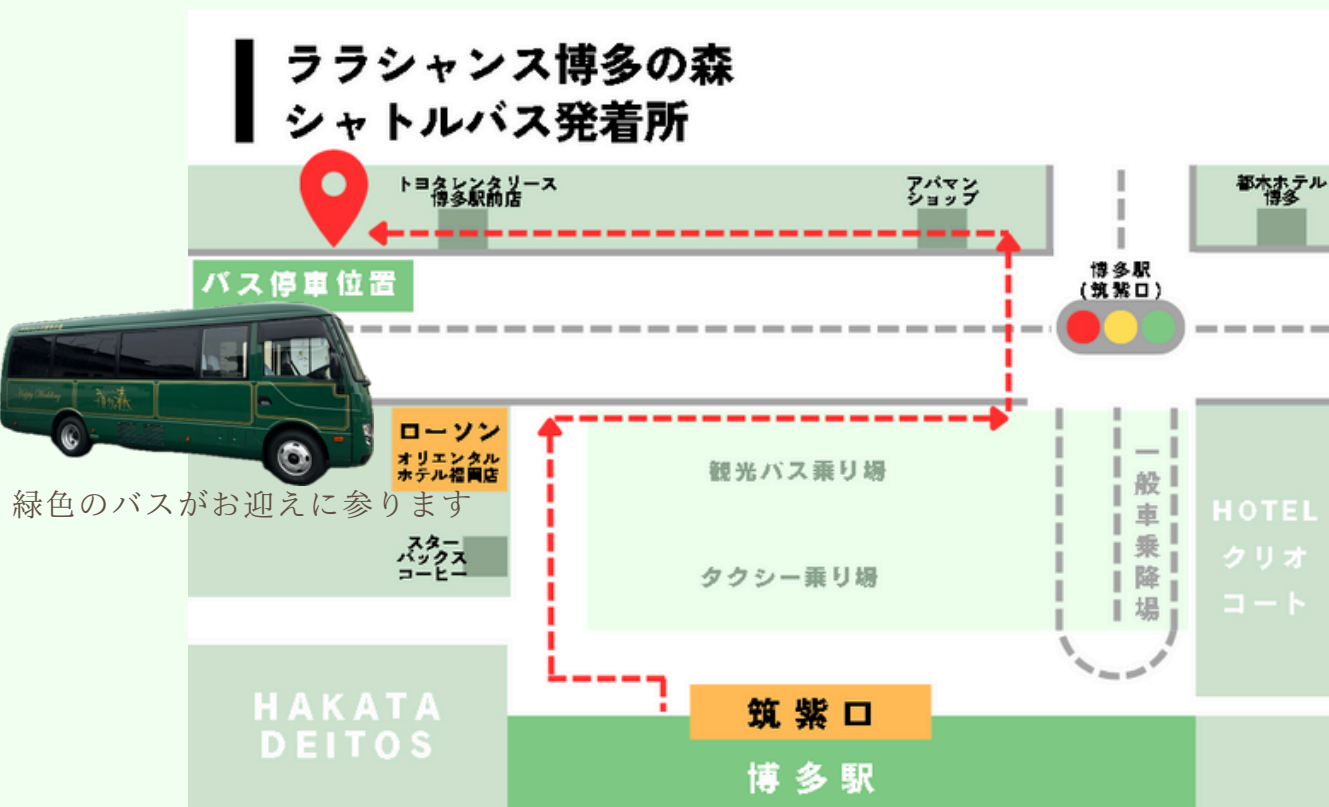 ララシャンス博多の森
シャトルバス発着所
トヨタレンタリース
博多駅前店
アパマン
ショップ
都木ホテル
博多
バス停車位置
博多駅
(筑紫口)
Happy Wedding
ローソン
オリエンタル
ホテル福岡店
緑色のバスがお迎えに参ります
スター
バックス
コーヒー
観光バス乗り場
タクシー乗り場
一般車乗降場
HOTEL
クリオ
コート
HAKATA
DEITOS
筑紫口
博多駅